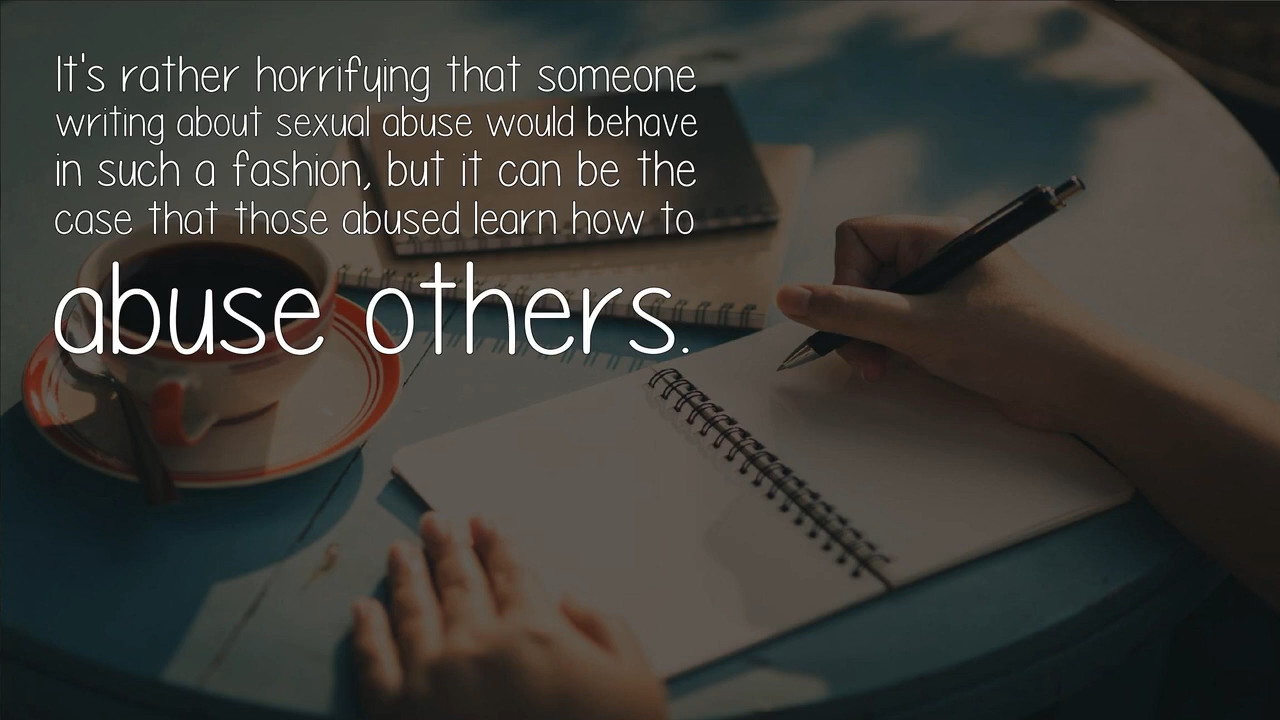 It's rather horrifying that someone
writing about sexual abuse would behave
in such a fashion, but it can be the
case that those abused learn how to
abuse others.